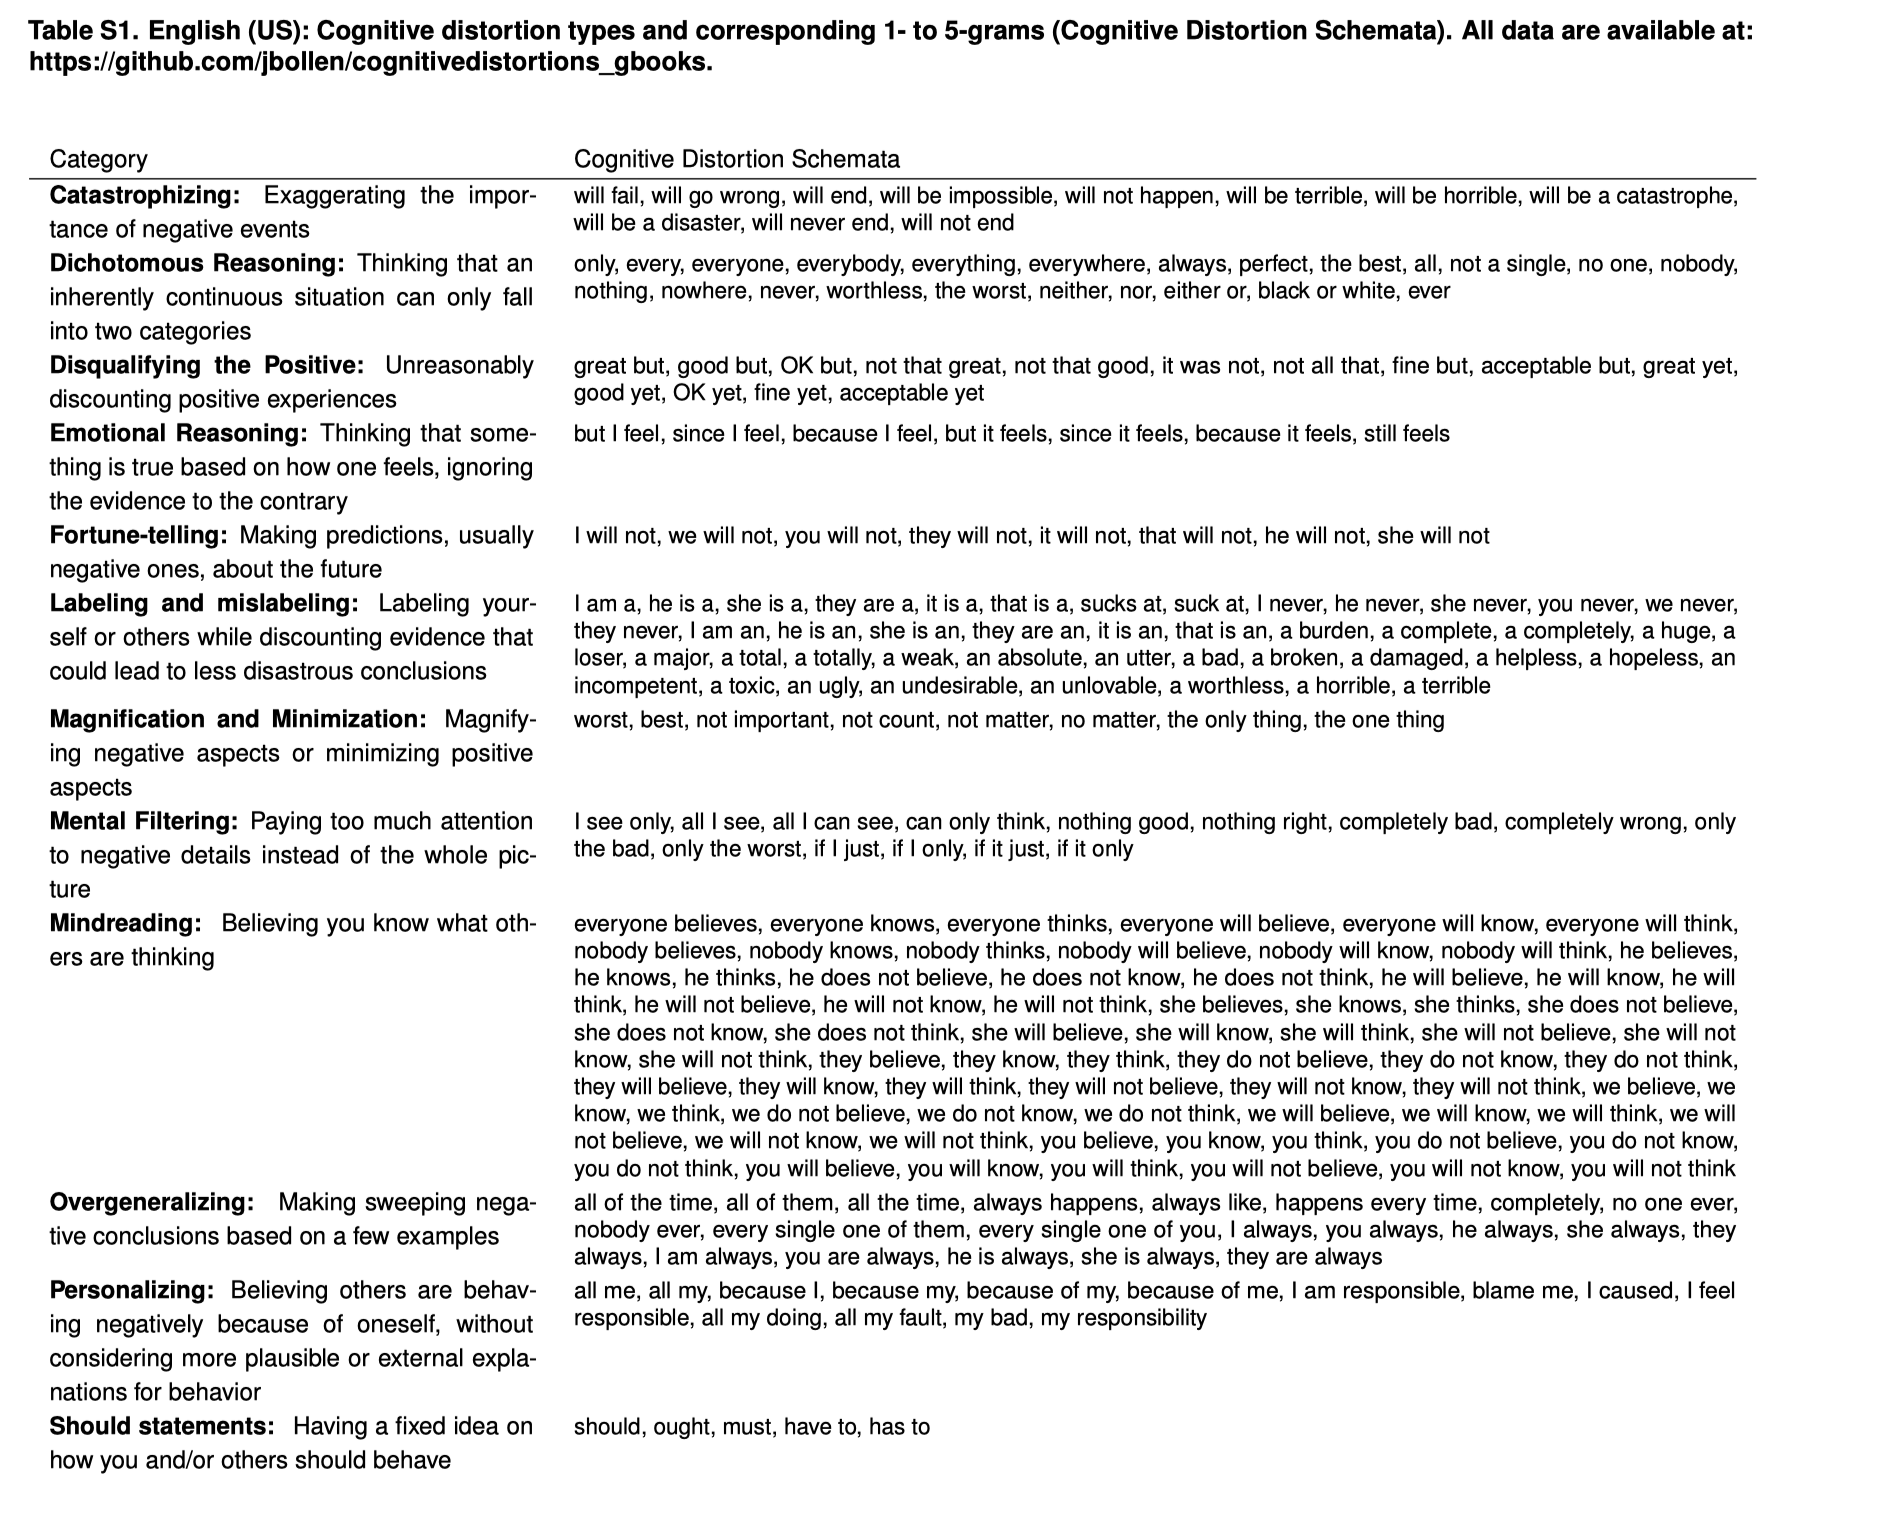 Table S1. English (US): Cognitive distortion types and corresponding 1- to 5-grams (Cognitive Distortion Schemata). All data are available at:
https://github.com/jbollen/cognitivedistortions_gbooks.
Category
Cognitive Distortion Schemata
Catastrophizing: Exaggerating the impor-
tance of negative events
will fail, will go wrong, will end, will be impossible, will not happen, will be terrible, will be horrible, will be a catastrophe,
will be a disaster, will never end, will not end
Dichotomous Reasoning: Thinking that an
inherently continuous situation can only fall
into two categories
only, every, everyone, everybody, everything, everywhere, always, perfect, the best, all, not a single, no one, nobody,
nothing, nowhere, never, worthless, the worst, neither, nor, either or, black or white, ever
Disqualifying the Positive: Unreasonably
discounting positive experiences
great but, good but, OK but, not that great, not that good, it was not, not all that, fine but, acceptable but, great yet,
good yet, OK yet, fine yet, acceptable yet
Emotional Reasoning: Thinking that some-
thing is true based on how one feels, ignoring
the evidence to the contrary
but I feel, since I feel, because I feel, but it feels, since it feels, because it feels, still feels
Fortune-telling: Making predictions, usually
negative ones, about the future
I will not, we will not, you will not, they will not, it will not, that will not, he will not, she will not
Labeling and mislabeling: Labeling your-
self or others while discounting evidence that
could lead to less disastrous conclusions
I am a, he is a, she is a, they are a, it is a, that is a, sucks at, suck at, I never, he never, she never, you never, we never,
they never, I am an, he is an, she is an, they are an, it is an, that is an, a burden, a complete, a completely, a huge, a
loser, a major, a total, a totally, a weak, an absolute, an utter, a bad, a broken, a damaged, a helpless, a hopeless, an
incompetent, a toxic, an ugly, an undesirable, an unlovable, a worthless, a horrible, a terrible
Magnification and Minimization: Magnify-
ing negative aspects or minimizing positive
aspects
worst, best, not important, not count, not matter, no matter, the only thing, the one thing
Mental Filtering: Paying too much attention
to negative details instead of the whole pic-
ture
I see only, all I see, all I can see, can only think, nothing good, nothing right, completely bad, completely wrong, only
the bad, only the worst, if I just, if I only, if it just, if it only
Mindreading: Believing you know what oth-
ers are thinking
everyone believes, everyone knows, everyone thinks, everyone will believe, everyone will know, everyone will think,
nobody believes, nobody knows, nobody thinks, nobody will believe, nobody will know, nobody will think, he believes,
he knows, he thinks, he does not believe, he does not know, he does not think, he will believe, he will know, he will
think, he will not believe, he will not know, he will not think, she believes, she knows, she thinks, she does not believe,
she does not know, she does not think, she will believe, she will know, she will think, she will not believe, she will not
know, she will not think, they believe, they know, they think, they do not believe, they do not know, they do not think,
they will believe, they will know, they will think, they will not believe, they will not know, they will not think, we believe, we
know, we think, we do not believe, we do not know, we do not think, we will believe, we will know, we will think, we will
not believe, we will not know, we will not think, you believe, you know, you think, you do not believe, you do not know,
you do not think, you will believe, you will know, you will think, you will not believe, you will not know, you will not think
Overgeneralizing: Making sweeping nega-
tive conclusions based on a few examples
all of the time, all of them, all the time, always happens, always like, happens every time, completely, no one ever,
nobody ever, every single one of them, every single one of you, I always, you always, he always, she always, they
always, I am always, you are always, he is always, she is always, they are always
Personalizing: Believing others are behav-
ing negatively because of oneself, without
considering more plausible or external expla-
nations for behavior
all me, all my, because I, because my, because of my, because of me, I am responsible, blame me, I caused, I feel
responsible, all my doing, all my fault, my bad, my responsibility
Should statements: Having a fixed idea on
how you and/or others should behave
should, ought, must, have to, has to